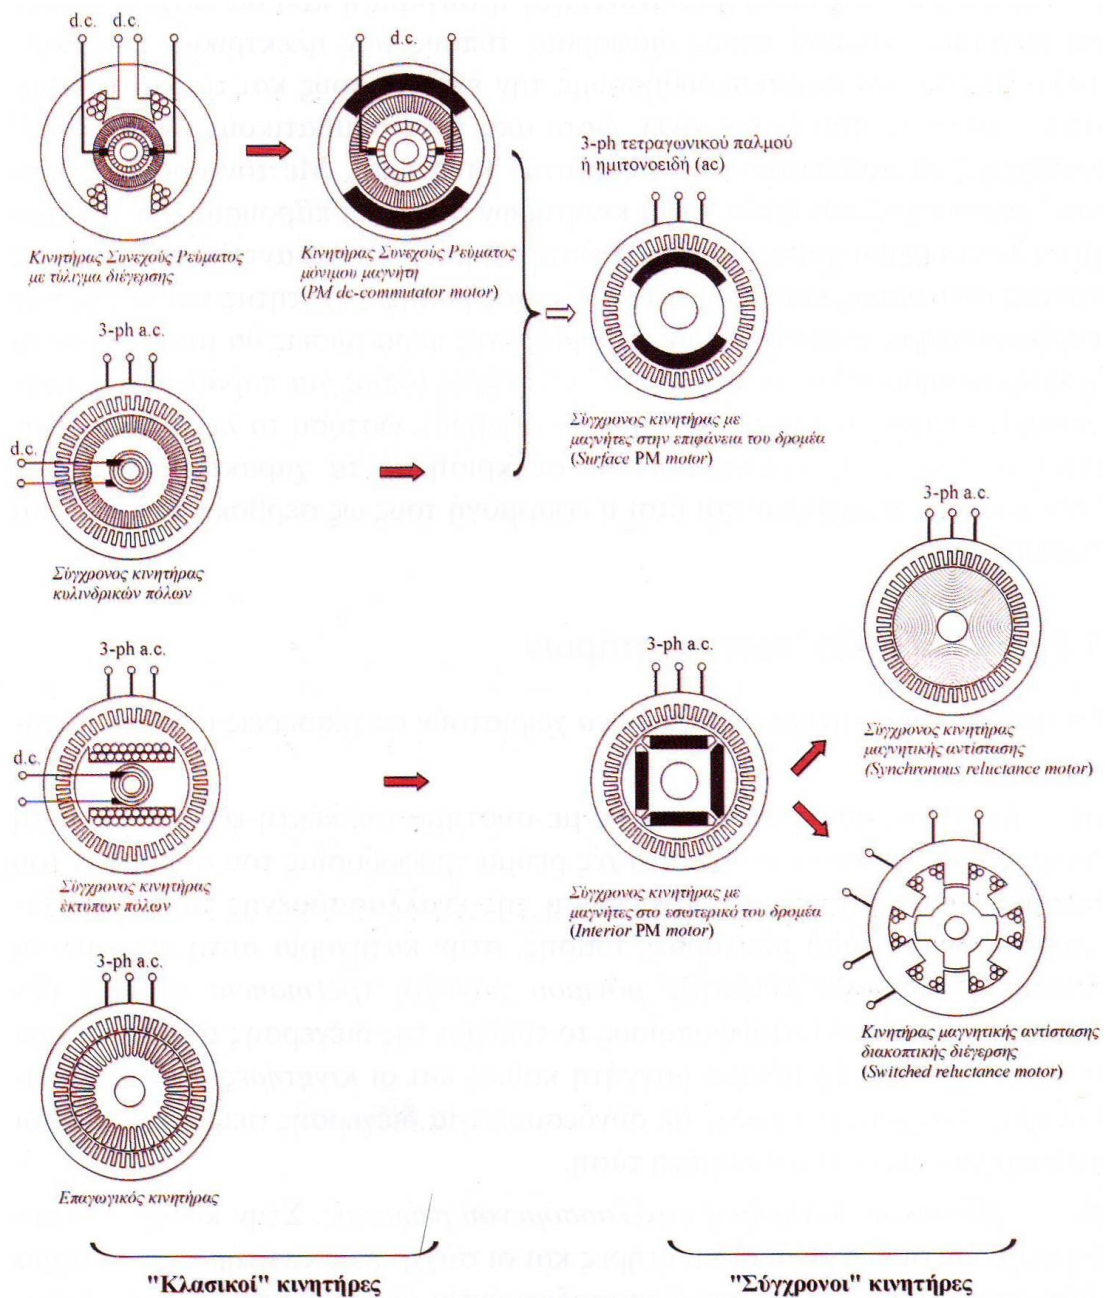 d.c.
d.c.
d.c.
3-ph τετραγωνικού παλμού
ή ημιτονοειδή (ac)
Κινητήρας Συνεχούς Ρεύματος
με τύλιγμα διέγερσης
Κινητήρας Συνεχούς Ρεύματος
μόνιμου μαγνήτη
(PM dc-commutator motor)
3-ph a.c.
d.c.
Σύγχρονος κινητήρας
κυλινδρικών πόλων
Σύγχρονος κινητήρας με
μαγνήτες στην επιφάνεια του δρομέα
(Surface PM motor)
3-ph a.c.
Σύγχρονος κινητήρας
μαγνητικής αντίστασης
(Synchronous reluctance motor)
3-ph a.c.
d.c.
Σύγχρονος κινητήρας
έκτυπων πόλων
3-ph a.c.
Σύγχρονος κινητήρας με
μαγνήτες στο εσωτερικό του δρομέα
(Interior PM motor)
Κινητήρας μαγνητικής αντίστασης
διακοπτικής διέγερσης
(Switched reluctance motor)
3-ph a.c.
Επαγωγικός κινητήρας
"Κλασικοί" κινητήρες
"Σύγχρονοι" κινητήρες